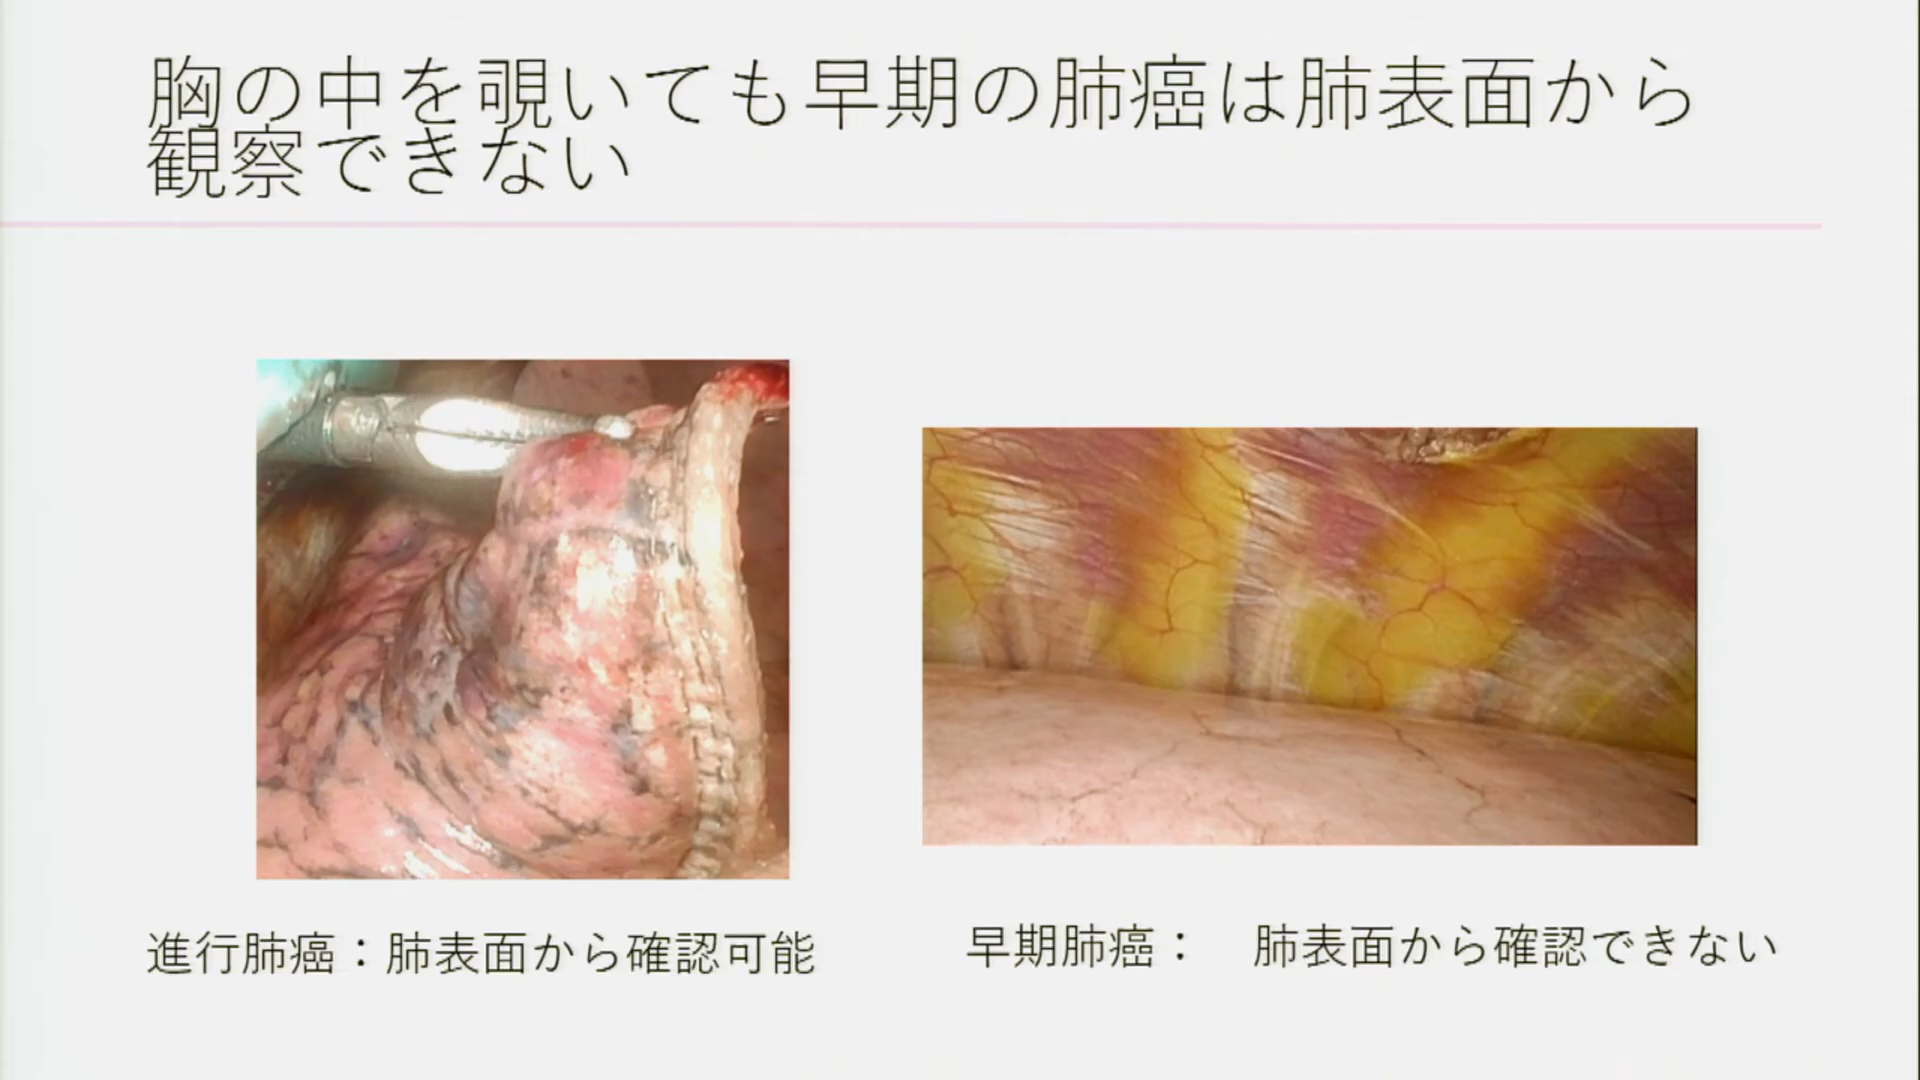 胸の中を覗いても早期の肺癌は肺表面から
観察できない
進行肺癌：肺表面から確認可能
早期肺癌：　肺表面から確認できない